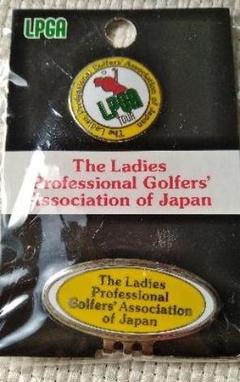 LPGA
The Ladies Professional Golfers' Association of Japan
LPGA
TOUR
The Ladies
Professional Golfers'
Association of Japan
The Ladies
Professional
Golfers' Association
of Japan